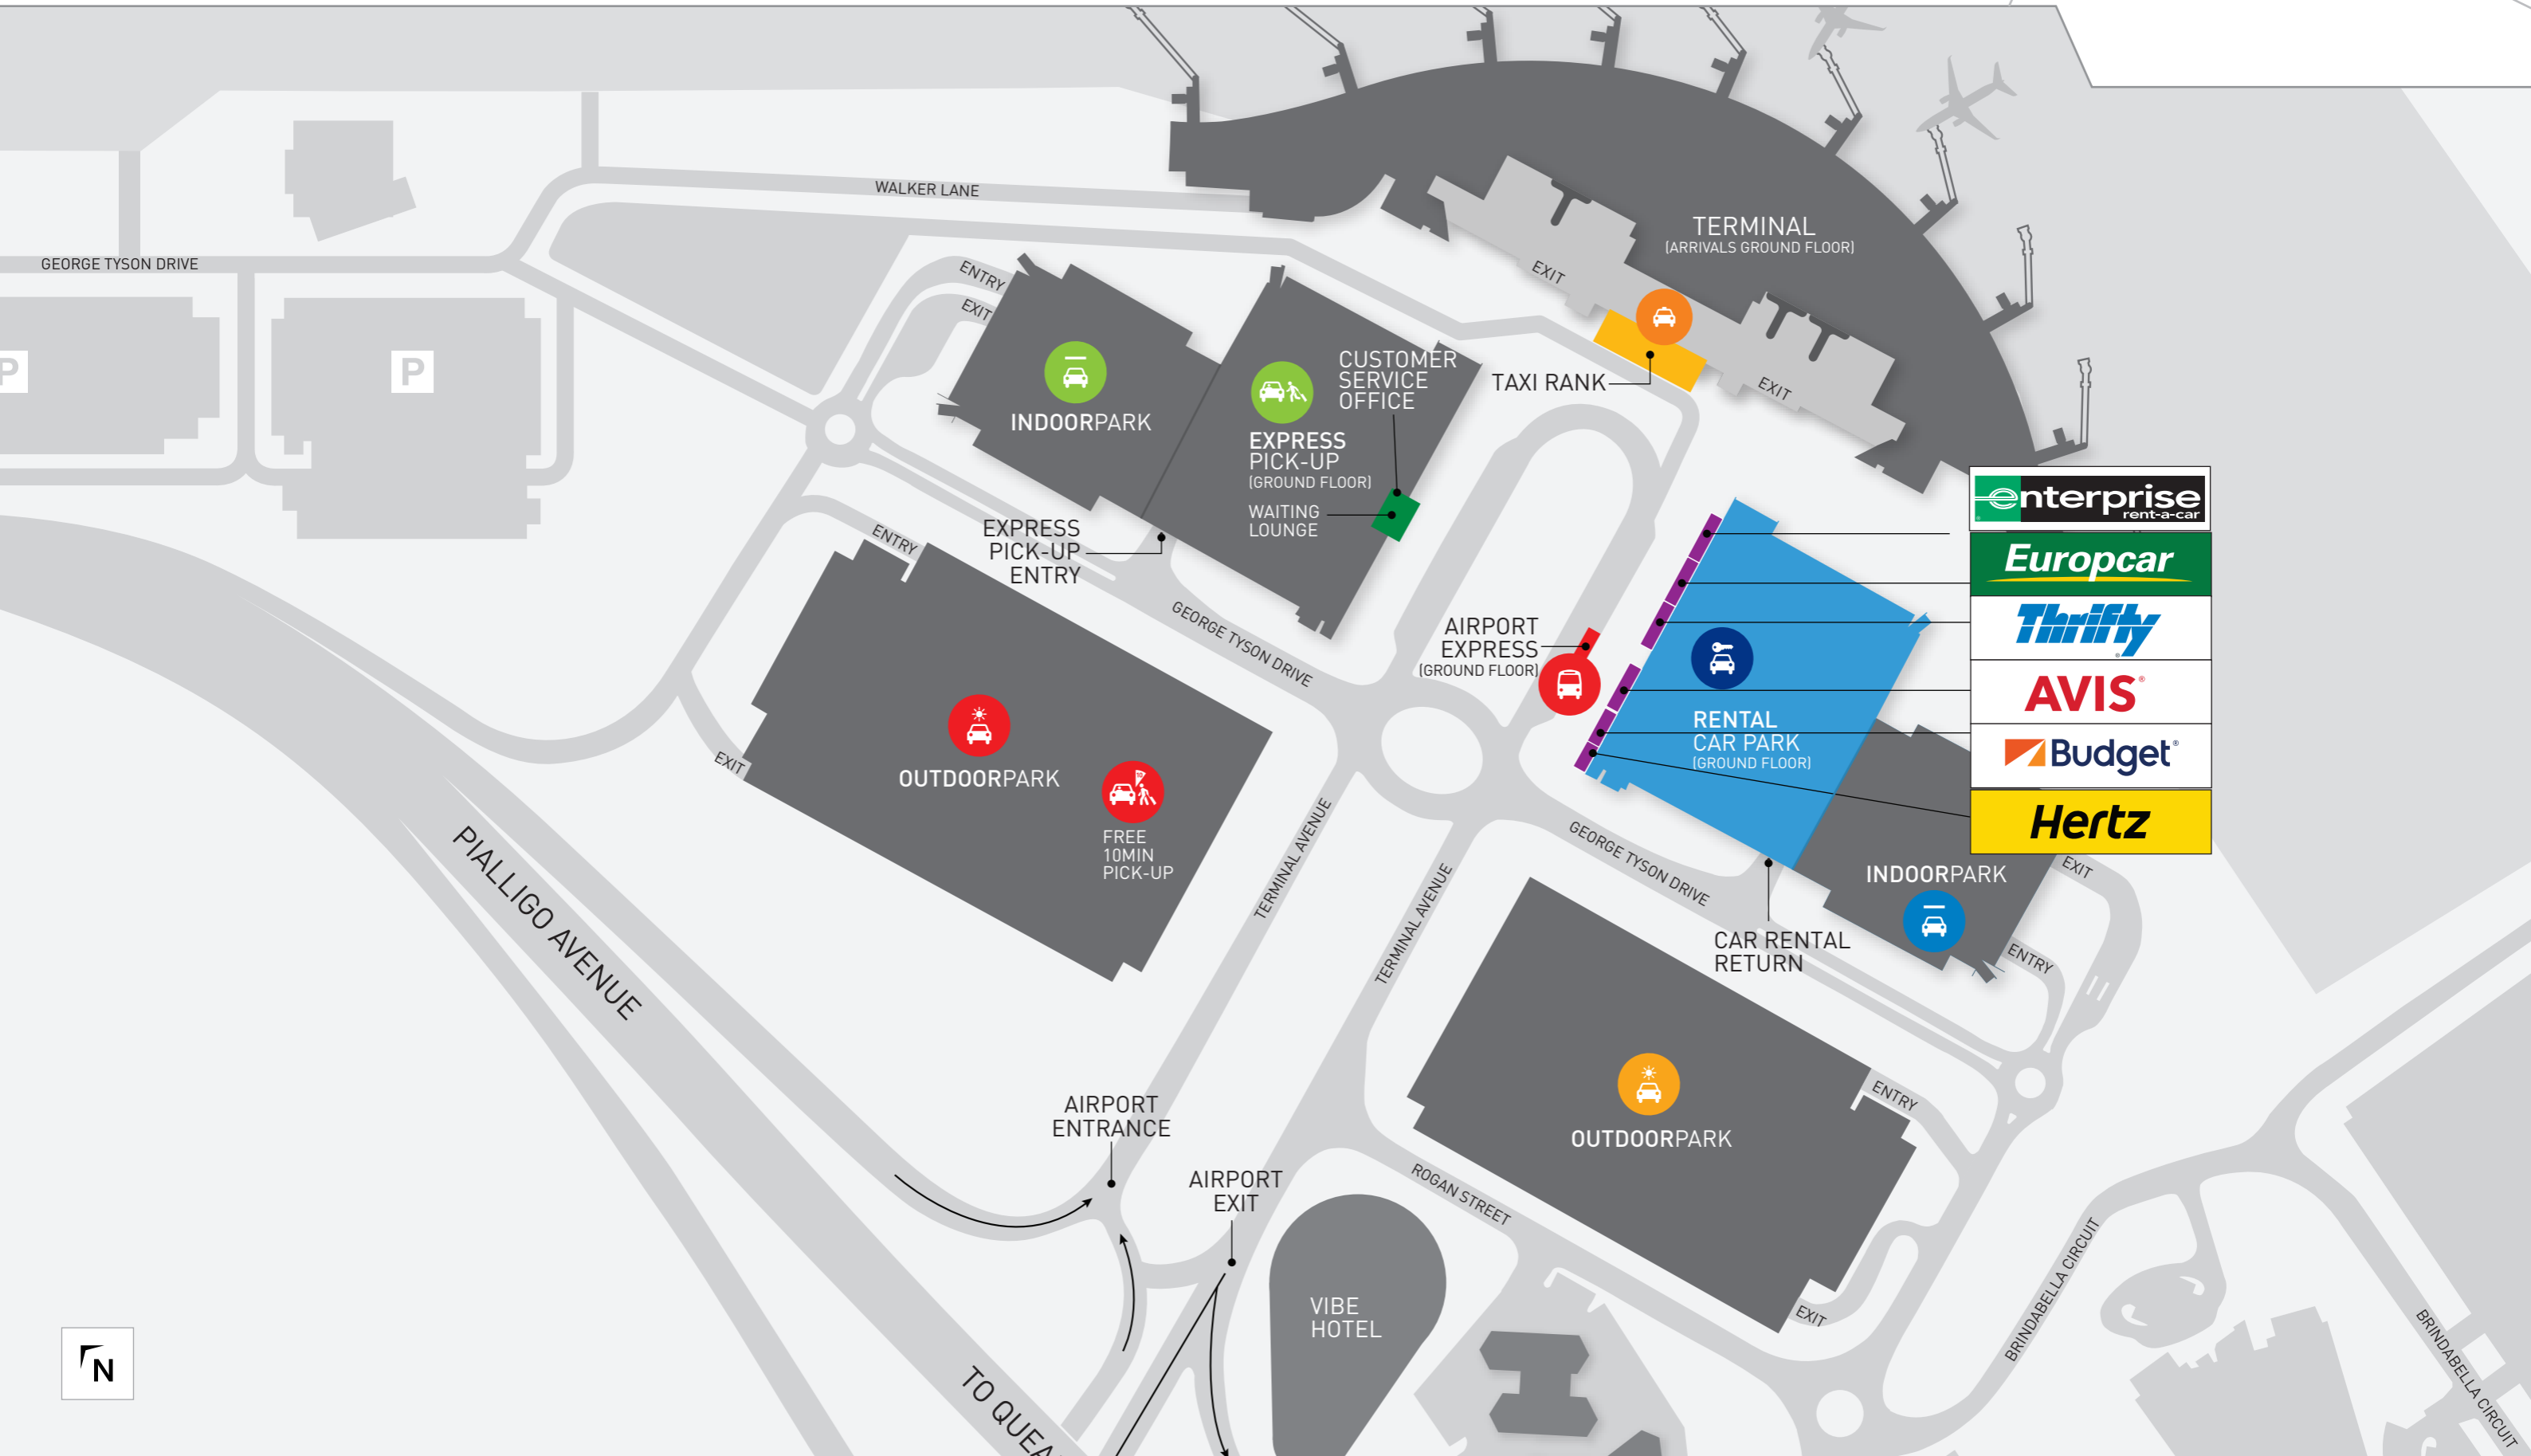 WALKER LANE
TERMINAL
(ARRIVALS GROUND FLOOR)
GEORGE TYSON DRIVE
ENTRY
EXIT
EXIT
P
P
INDOORPARK
CUSTOMER
SERVICE
OFFICE
EXPRESS
PICK-UP
(GROUND FLOOR)
WAITING
LOUNGE
TAXI RANK
EXIT
EXPRESS
PICK-UP
ENTRY
ENTRY
enterprise
rent-a-car
Europcar
Thrifty
AVIS
Budget
Hertz
GEORGE TYSON DRIVE
AIRPORT
EXPRESS
(GROUND FLOOR)
RENTAL
CAR PARK
(GROUND FLOOR)
EXIT
OUTDOORPARK
FREE
10MIN
PICK-UP
TERMINAL AVENUE
TERMINAL AVENUE
GEORGE TYSON DRIVE
INDOORPARK
EXIT
ENTRY
CAR RENTAL
RETURN
PIALLIGO AVENUE
AIRPORT
ENTRANCE
AIRPORT
EXIT
OUTDOORPARK
ENTRY
ROGAN STREET
EXIT
VIBE
HOTEL
BRINDABELLA CIRCUIT
BRINDABELLA CIRCUIT
N
TO QUEA